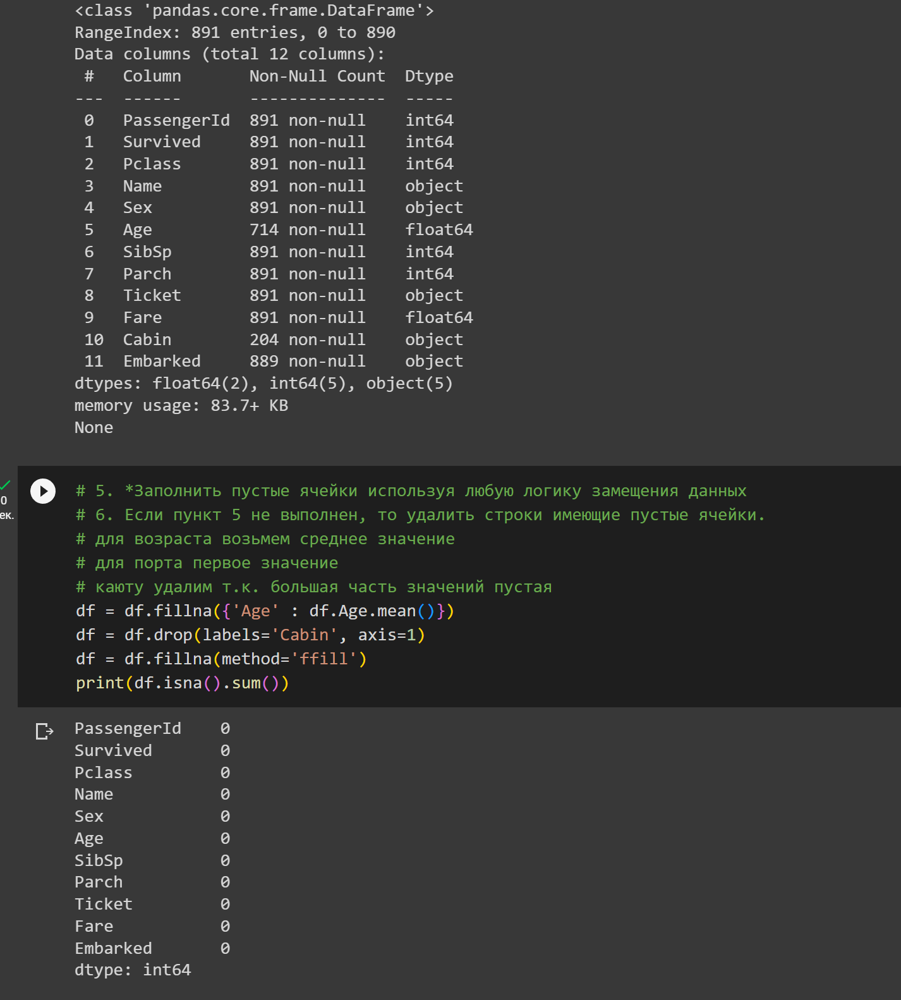 <class 'pandas.core.frame.DataFrame'>
RangeIndex: 891 entries, 0 to 890
Data columns (total 12 columns):
 #   Column       Non-Null Count  Dtype
---  ------       --------------  -----
 0   PassengerId  891 non-null    int64
 1   Survived     891 non-null    int64
 2   Pclass       891 non-null    int64
 3   Name         891 non-null    object
 4   Sex          891 non-null    object
 5   Age          714 non-null    float64
 6   SibSp        891 non-null    int64
 7   Parch        891 non-null    int64
 8   Ticket       891 non-null    object
 9   Fare         891 non-null    float64
 10  Cabin        204 non-null    object
 11  Embarked     889 non-null    object
dtypes: float64(2), int64(5), object(5)
memory usage: 83.7+ KB
None
0
ек.
# 5. *Заполнить пустые ячейки используя любую логику замещения данных
# 6. Если пункт 5 не выполнен, то удалить строки имеющие пустые ячейки.
# для возраста возьмем среднее значение
# для порта первое значение
# каюту удалим т.к. большая часть значений пустая
df = df.fillna({'Age' : df.Age.mean()})
df = df.drop(labels='Cabin', axis=1)
df = df.fillna(method='ffill')
print(df.isna().sum())
PassengerId    0
Survived       0
Pclass         0
Name           0
Sex            0
Age            0
SibSp          0
Parch          0
Ticket         0
Fare           0
Embarked       0
dtype: int64